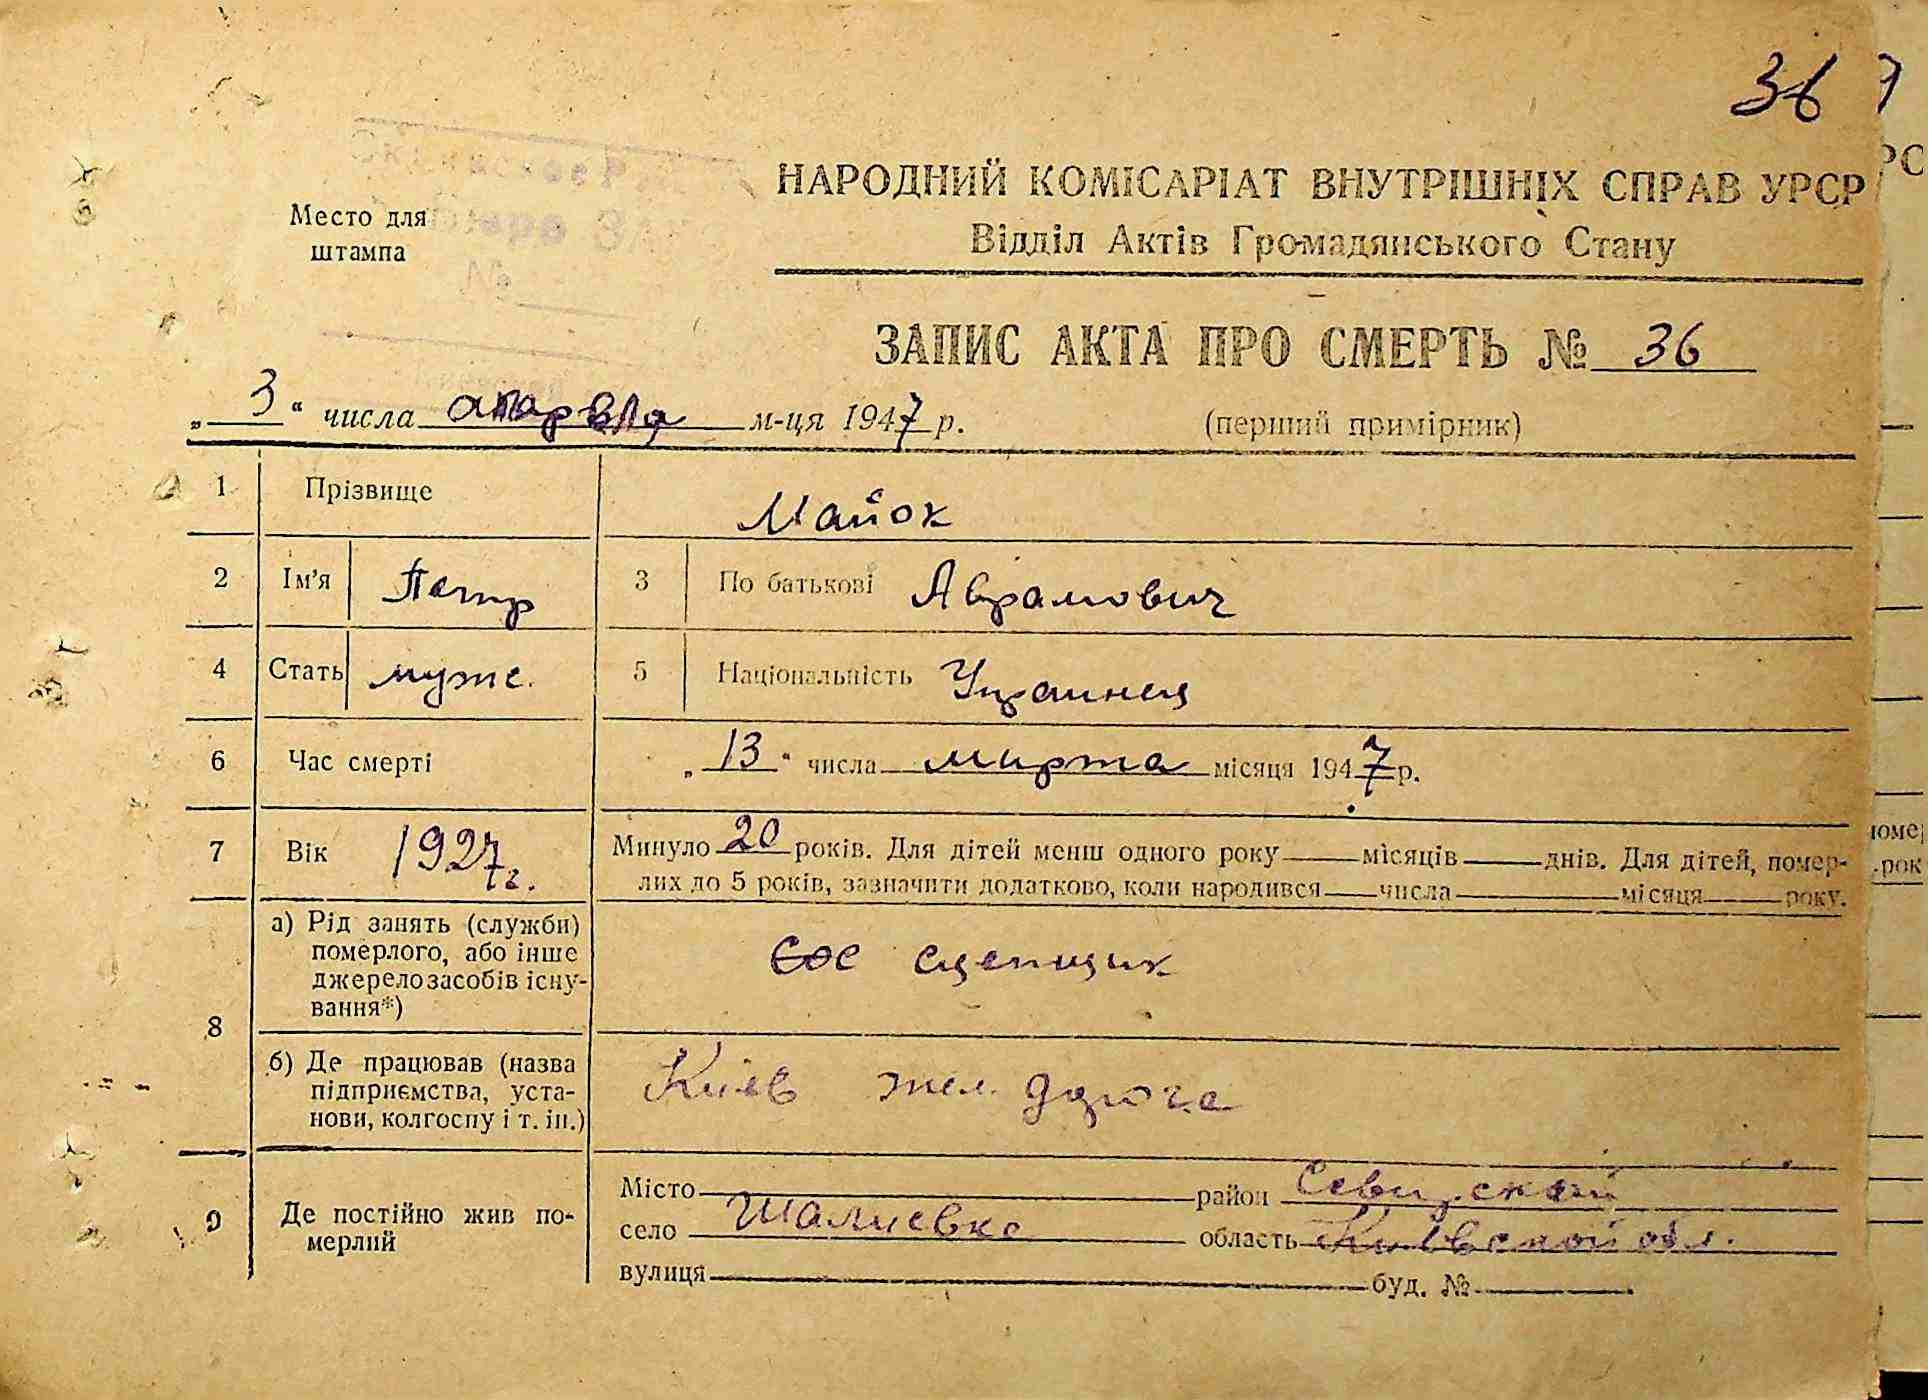 36
НАРОДНИЙ КОМІСАРІАТ ВНУТРІШНІХ СПРАВ УРСР
Відділ Актів Громадянського Стану
Место для
штампа
№
ЗАПИС АКТА ПРО СМЕРТЬ № 36
„ 3 “ числа апреля м-ця 1947 р. (перший примірник)
1 Прізвище Майок
2 Ім'я Петр 3 По батькові Аврамович
4 Стать мужс. 5 Національність Украинец
6 Час смерті „ 13 “ числа марта місяця 1947 р.
7 Вік 1927 г. Минуло 20 років. Для дітей менш одного року місяців днів. Для дітей, помер-
лих до 5 років, зазначити додатково, коли народився числа місяця року.
8 а) Рід занять (служби)
померлого, або інше
джерело засобів існу-
вання*)
сцепщик
б) Де працював (назва
підприємства, уста-
нови, колгоспу і т. ін.)
Киев жел. дорога
9 Де постійно жив по-
мерлий
Місто район
село область Киевской обл.
вулиця буд. №